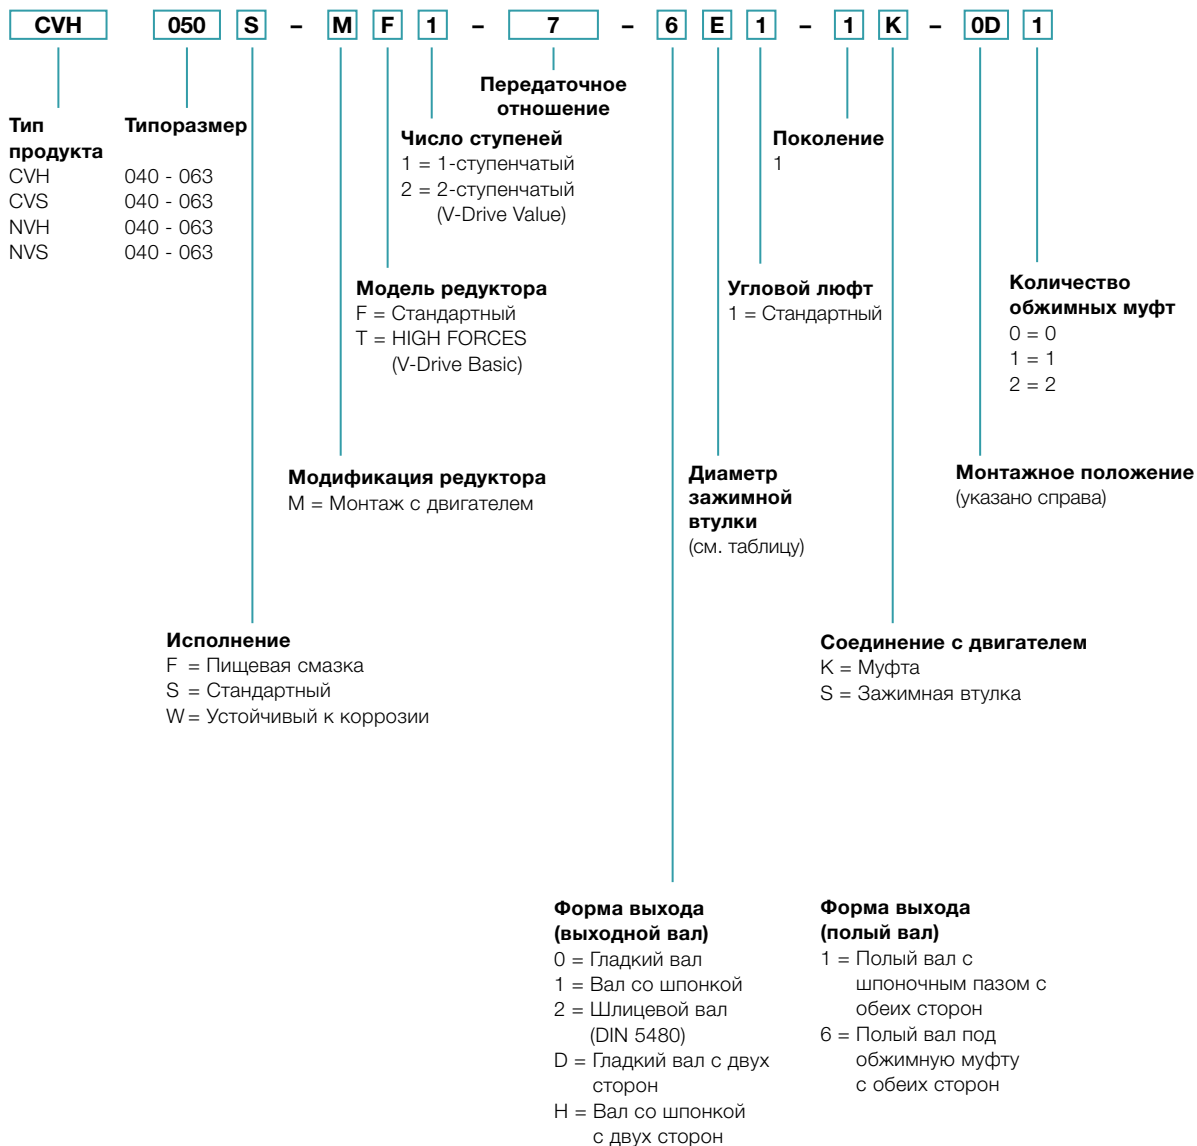 CVH 050 S – M F 1 – 7 – 6 E 1 – 1 K – 0D 1
Передаточное
отношение
Тип
продукта
CVH
CVS
NVH
NVS
Типоразмер
040 - 063
040 - 063
040 - 063
040 - 063
Число ступеней
1 = 1-ступенчатый
2 = 2-ступенчатый
(V-Drive Value)
Поколение
1
Модель редуктора
F = Стандартный
T = HIGH FORCES
(V-Drive Basic)
Угловой люфт
1 = Стандартный
Количество
обжимных муфт
0 = 0
1 = 1
2 = 2
Модификация редуктора
M = Монтаж с двигателем
Диаметр
зажимной
втулки
(см. таблицу)
Монтажное положение
(указано справа)
Исполнение
F = Пищевая смазка
S = Стандартный
W = Устойчивый к коррозии
Соединение с двигателем
K = Муфта
S = Зажимная втулка
Форма выхода
(выходной вал)
0 = Гладкий вал
1 = Вал со шпонкой
2 = Шлицевой вал
(DIN 5480)
D = Гладкий вал с двух
сторон
H = Вал со шпонкой
с двух сторон
Форма выхода
(полый вал)
1 = Полый вал с
шпоночным пазом с
обеих сторон
6 = Полый вал под
обжимную муфту
с обеих сторон